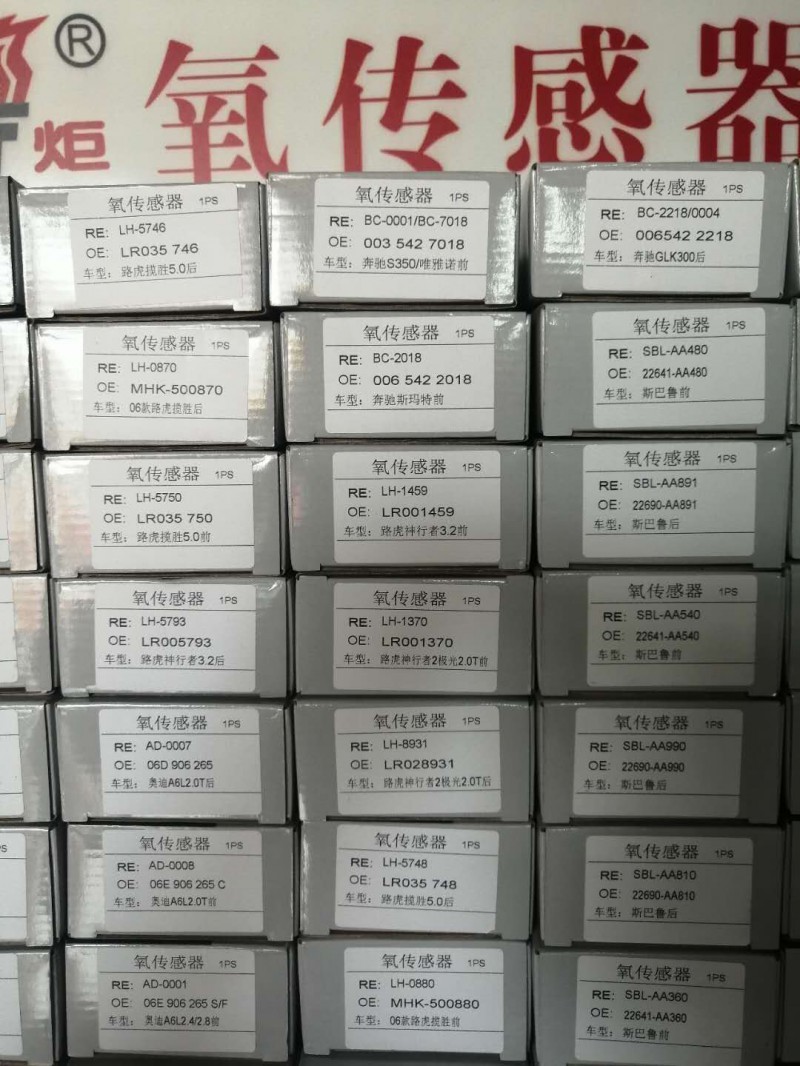 ®
炬 氧传感器
氧传感器 1PS
RE: LH-5746
OE: LR035 746
车型: 路虎揽胜5.0后
氧传感器 1PS
RE: BC-0001/BC-7018
OE: 003 542 7018
车型: 奔驰S350/唯雅诺前
氧传感器 1PS
RE: BC-2218/0004
OE: 006542 2218
车型: 奔驰GLK300后
氧传感器 1PS
RE: LH-0870
OE: MHK-500870
车型: 06款路虎揽胜后
氧传感器 1PS
RE: BC-2018
OE: 006 542 2018
车型: 奔驰斯玛特前
氧传感器 1PS
RE: SBL-AA480
OE: 22641-AA480
车型: 斯巴鲁前
氧传感器 1PS
RE: LH-5750
OE: LR035 750
车型: 路虎揽胜5.0前
氧传感器 1PS
RE: LH-1459
OE: LR001459
车型: 路虎神行者3.2前
氧传感器 1PS
RE: SBL-AA891
OE: 22690-AA891
车型: 斯巴鲁后
氧传感器 1PS
RE: LH-5793
OE: LR005793
车型: 路虎神行者3.2后
氧传感器 1PS
RE: LH-1370
OE: LR001370
车型: 路虎神行者2极光2.0T前
氧传感器 1PS
RE: SBL-AA540
OE: 22641-AA540
车型: 斯巴鲁前
氧传感器 1PS
RE: AD-0007
OE: 06D 906 265
车型: 奥迪A6L2.0T后
氧传感器 1PS
RE: LH-8931
OE: LR028931
车型: 路虎神行者2极光2.0T后
氧传感器 1PS
RE: SBL-AA990
OE: 22690-AA990
车型: 斯巴鲁后
氧传感器 1PS
RE: AD-0008
OE: 06E 906 265 C
车型: 奥迪A6L2.0T前
氧传感器 1PS
RE: LH-5748
OE: LR035 748
车型: 路虎揽胜5.0后
氧传感器 1PS
RE: SBL-AA810
OE: 22690-AA810
车型: 斯巴鲁后
氧传感器 1PS
RE: AD-0001
OE: 06E 906 265 S/F
车型: 奥迪A6L2.4/2.8前
氧传感器 1PS
RE: LH-0880
OE: MHK-500880
车型: 06款路虎揽胜前
氧传感器 1PS
RE: SBL-AA360
OE: 22641-AA360
车型: 斯巴鲁前